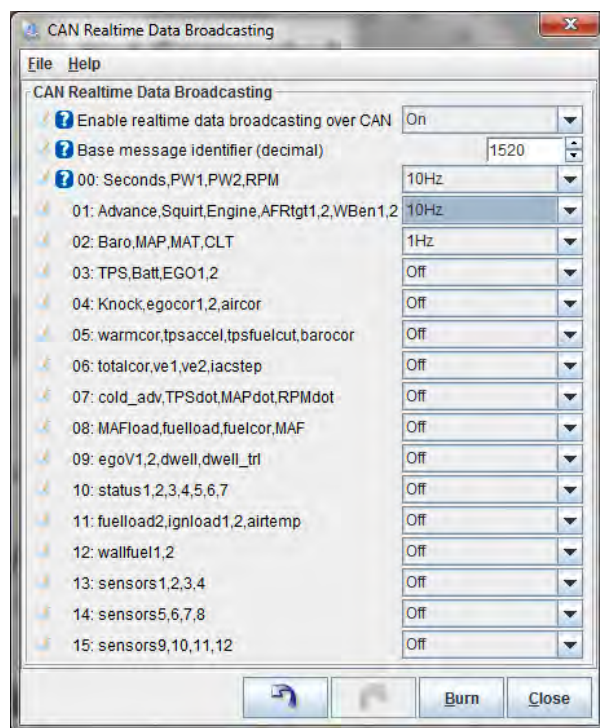 CAN Realtime Data Broadcasting
File Help
CAN Realtime Data Broadcasting
Enable realtime data broadcasting over CAN On
Base message identifier (decimal) 1520
00: Seconds,PW1,PW2,RPM 10Hz
01: Advance,Squirt,Engine,AFRtgt1,2,WBen1,2 10Hz
02: Baro,MAP,MAT,CLT 1Hz
03: TPS,Batt,EGO1,2 Off
04: Knock,egocor1,2,aircor Off
05: warmcor,tpsaccel,tpsfuelcut,barocor Off
06: totalcor,ve1,ve2,iacstep Off
07: cold_adv,TPSdot,MAPdot,RPMdot Off
08: MAFload,fuelload,fuelcor,MAF Off
09: egoV1,2,dwell,dwell_trl Off
10: status1,2,3,4,5,6,7 Off
11: fuelload2,ignload1,2,airtemp Off
12: wallfuel1,2 Off
13: sensors1,2,3,4 Off
14: sensors5,6,7,8 Off
15: sensors9,10,11,12 Off
Burn Close